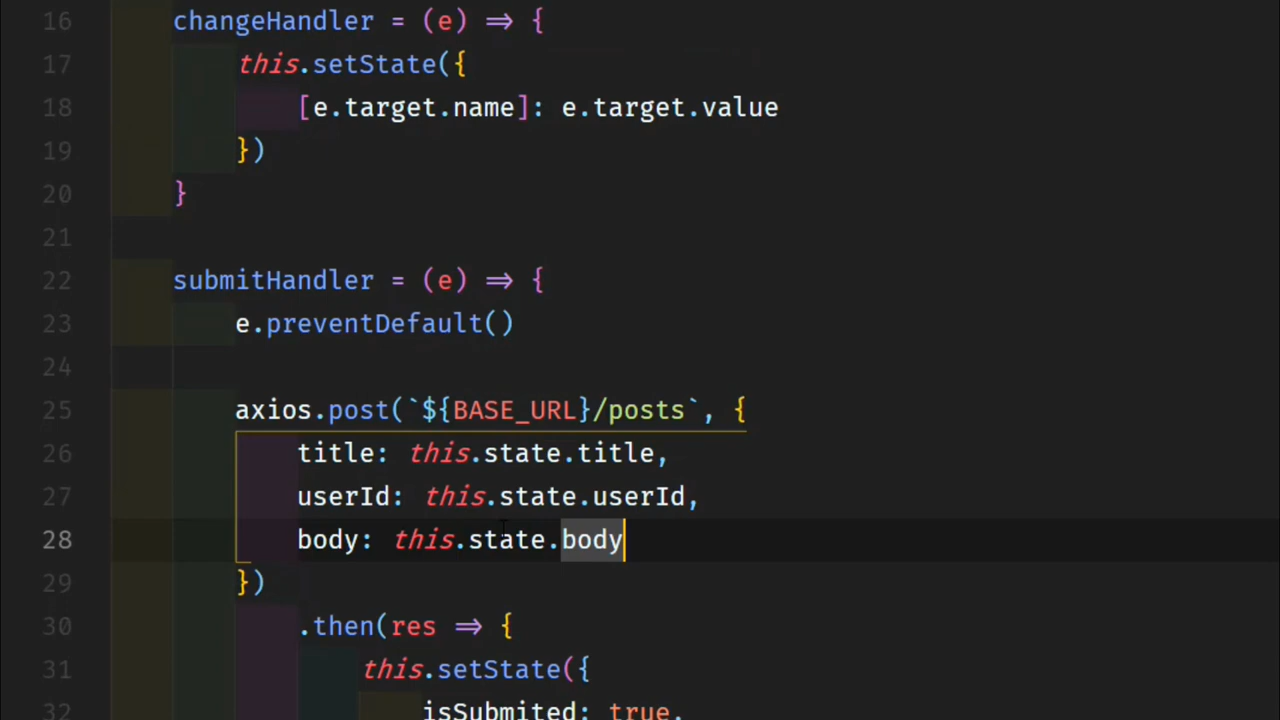 16 changeHandler = (e) => {
17 this.setState({
18 [e.target.name]: e.target.value
19 })
20 }
21
22 submitHandler = (e) => {
23 e.preventDefault()
24
25 axios.post(`${BASE_URL}/posts`, {
26 title: this.state.title,
27 userId: this.state.userId,
28 body: this.state.body
29 })
30 .then(res => {
31 this.setState({
32 isSubmited: true,